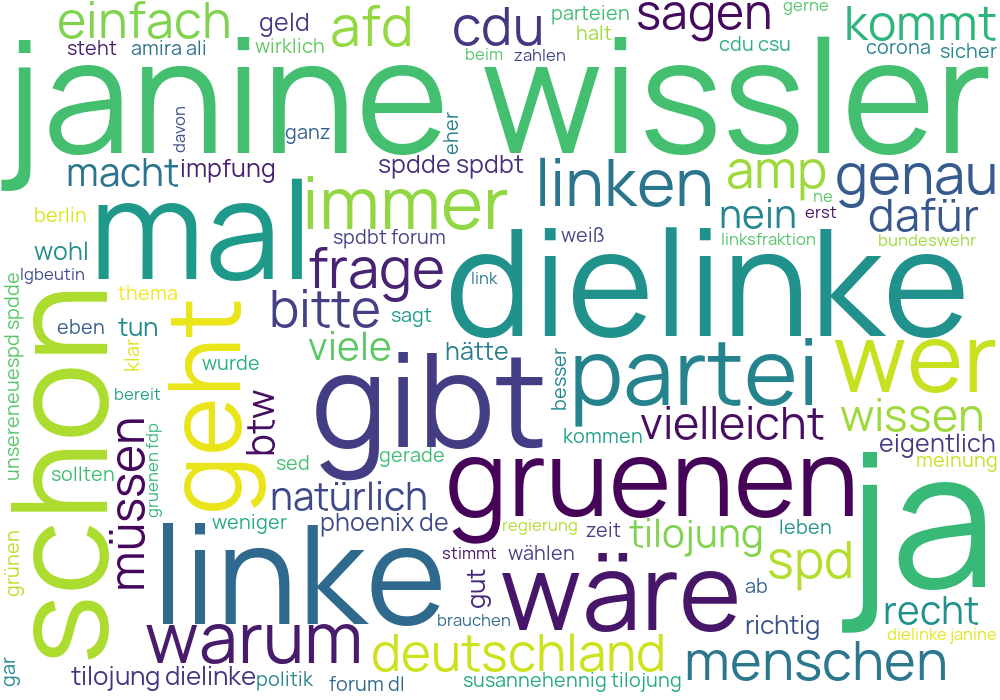 einfach
geld
afd
cdu
sagen
parteien
gerne
kommt
steht
amira ali
wirklich
halt
cdu csu
corona
sicher
beim
zahlen
janine wissler
davon
ganz
eher
macht
impfung
spdde spdbt
linken
amp
genau
ne
berlin
mal
immer
nein
erst
dafür
wohl
spdbt forum
weiß
linksfraktion
bundeswehr
lgbeutin
frage
link
dielinke
unsereneuespd spdde
schon
thema
geht
bitte
sagt
eben
tun
klar
viele
hätte
wurde
gibt
besser
partei
wer
bereit
btw
vielleicht
wissen
müssen
gruenen fdp
kommen
eigentlich
sollten
sed
gerade
gruenen
meinung
ja
natürlich
weniger
phoenix de
regierung
zeit
tilojung
leben
grünen
linke
stimmt
wählen
spd
gut
wäre
ab
recht
brauchen
richtig
dielinke janine
warum
deutschland
menschen
gar
tilojung dielinke
politik
forum dl
susannehennig tilojung